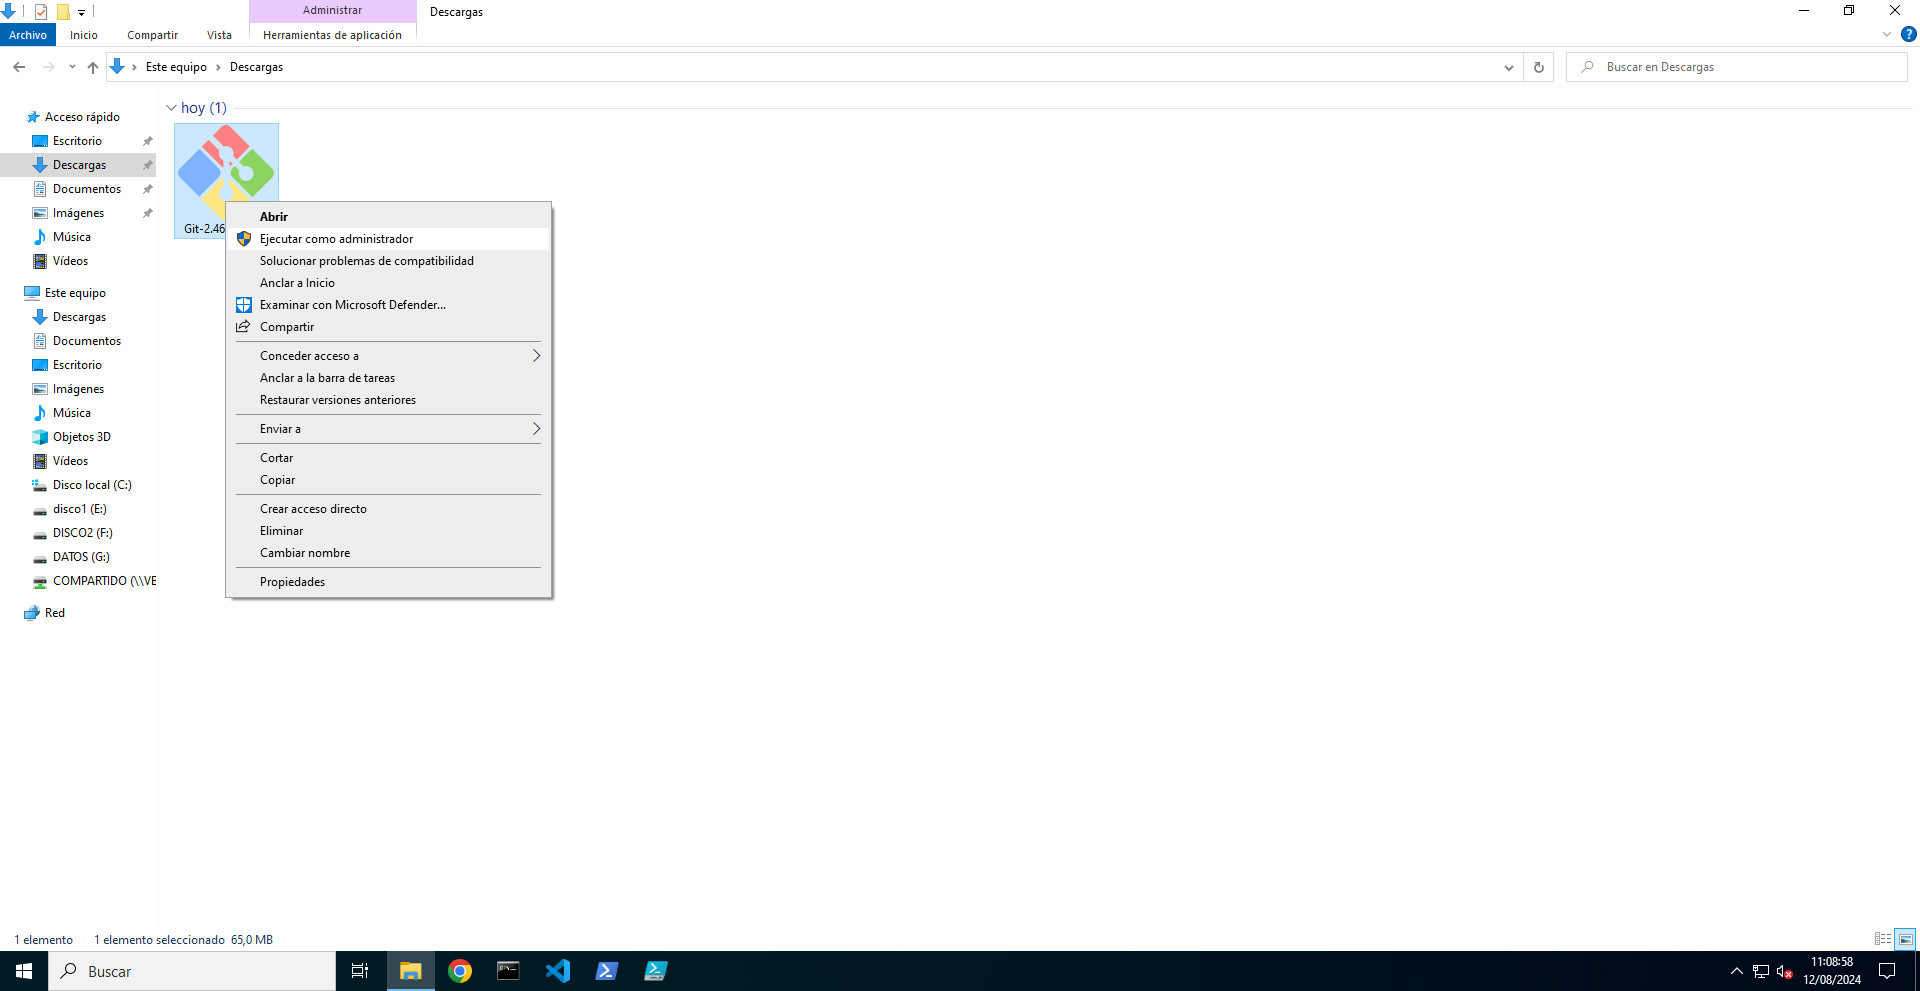 Administrar
Descargas
Archivo
Inicio
Compartir
Vista
Herramientas de aplicación
?
Este equipo
Descargas
Buscar en Descargas
Acceso rápido
Escritorio
Descargas
Documentos
Imágenes
Música
Vídeos
Este equipo
Descargas
Documentos
Escritorio
Imágenes
Música
Objetos 3D
Vídeos
Disco local (C:)
disco1 (E:)
DISCO2 (F:)
DATOS (G:)
COMPARTIDO (\\VE
Red
hoy (1)
Git-2.46
Abrir
Ejecutar como administrador
Solucionar problemas de compatibilidad
Anclar a Inicio
Examinar con Microsoft Defender...
Compartir
Conceder acceso a
Anclar a la barra de tareas
Restaurar versiones anteriores
Enviar a
Cortar
Copiar
Crear acceso directo
Eliminar
Cambiar nombre
Propiedades
1 elemento
1 elemento seleccionado 65,0 MB
Buscar
11:08:58
12/08/2024